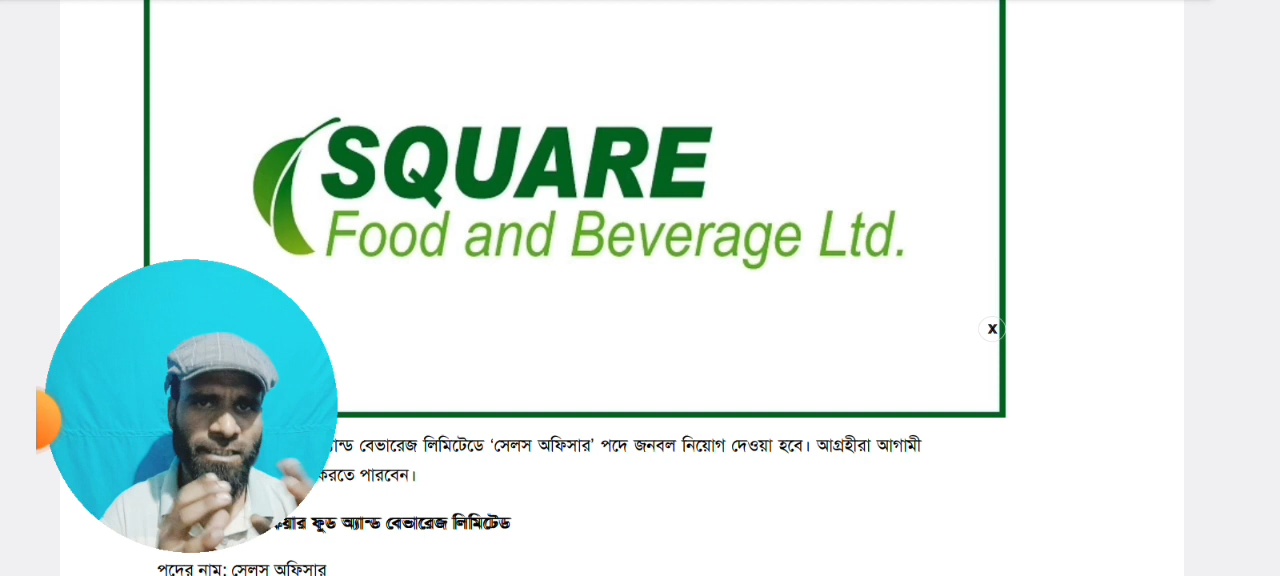 SQUARE
Food and Beverage Ltd.
x
বেভারেজ লিমিটেডে ‘সেলস অফিসার’ পদে জনবল নিয়োগ দেওয়া হবে। আগ্রহীরা আগামী
করতে পারবেন।
ফুড অ্যান্ড বেভারেজ লিমিটেড
পদের নাম: সেলস অফিসার